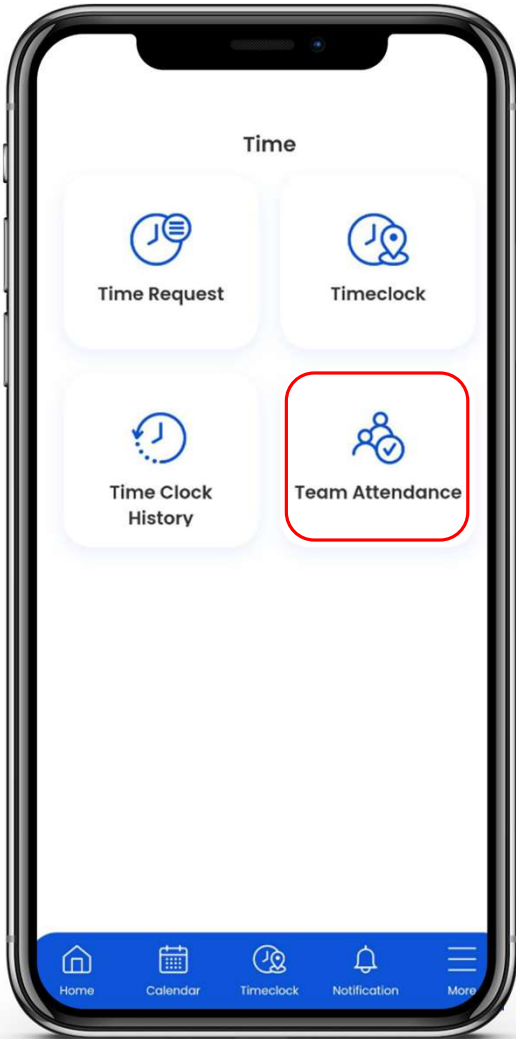 Time
Time Request
Timeclock
Time Clock
History
Team Attendance
Home
Calendar
Timeclock
Notification
More